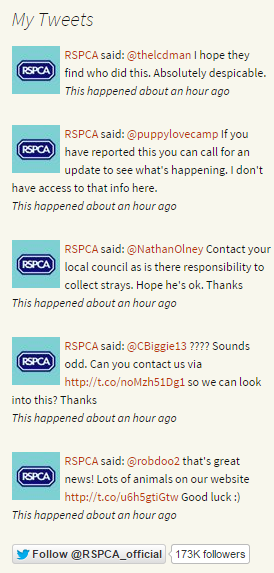 My Tweets
RSPCA
RSPCA said: @thelcdman I hope they
find who did this. Absolutely despicable.
This happened about an hour ago
RSPCA
RSPCA said: @puppylovecamp If you
have reported this you can call for an
update to see what's happening. I don't
have access to that info here.
This happened about an hour ago
RSPCA
RSPCA said: @NathanOlney Contact your
local council as is there responsibility to
collect strays. Hope he's ok. Thanks
This happened about an hour ago
RSPCA
RSPCA said: @CBiggie13 ???? Sounds
odd. Can you contact us via
http://t.co/noMzh51Dg1 so we can look
into this? Thanks
This happened about an hour ago
RSPCA
RSPCA said: @robdoo2 that's great
news! Lots of animals on our website
http://t.co/u6h5gtiGtw Good luck :)
This happened about an hour ago
Follow @RSPCA_official 173K followers